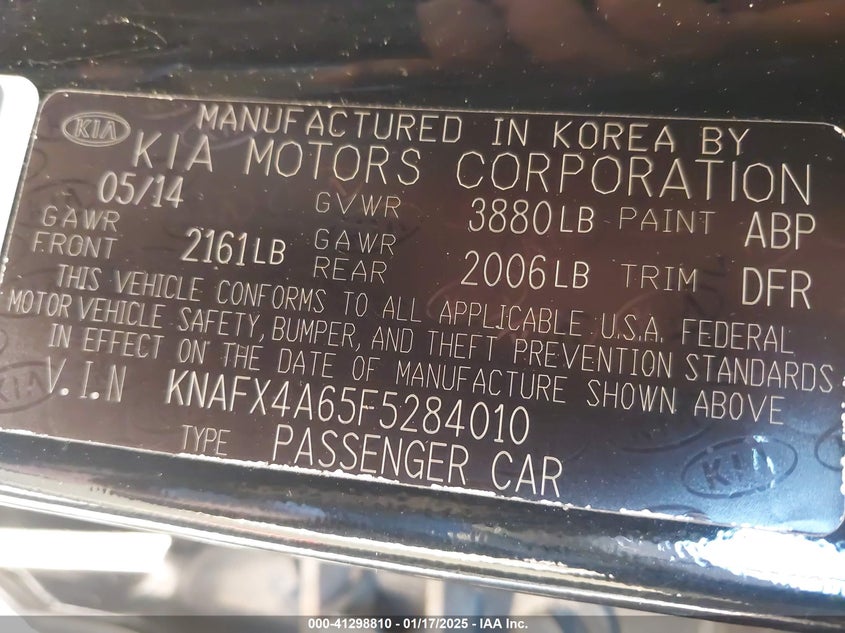 KIA MANUFACTURED IN KOREA BY
KIA MOTORS CORPORATION
05/14 GVWR 3880LB PAINT ABP
GAWR FRONT 2161LB GAWR REAR 2006LB TRIM DFR
THIS VEHICLE CONFORMS TO ALL APPLICABLE U.S.A. FEDERAL
MOTOR VEHICLE SAFETY, BUMPER, AND THEFT PREVENTION STANDARDS
IN EFFECT ON THE DATE OF MANUFACTURE SHOWN ABOVE
V.I.N KNAFX4A65F5284010
TYPE PASSENGER CAR
KIA
KIA
000-41298810 - 01/17/2025 - IAA Inc.